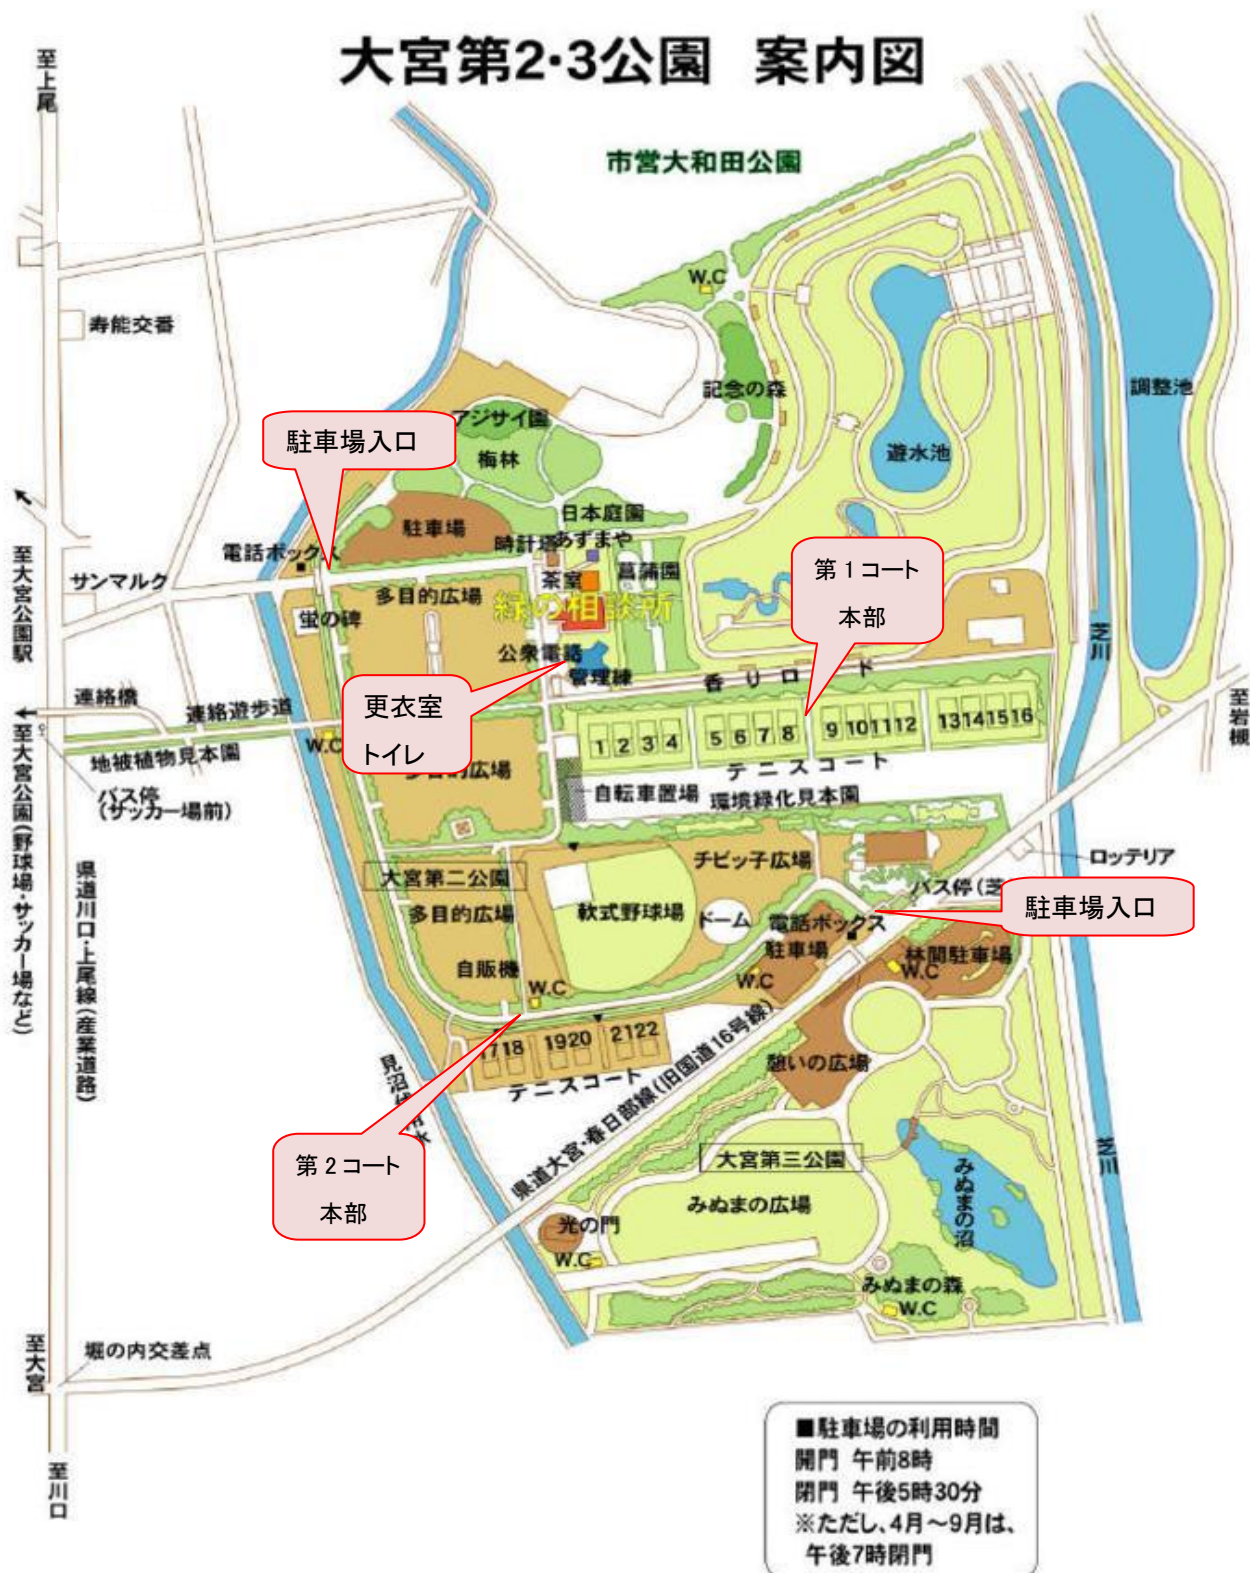 大宮第2・3公園 案内図
至上尾
市営大和田公園
W.C
寿能交番
記念の森
調整池
アジサイ園
駐車場入口
梅林
遊水池
日本庭園
駐車場
時計塔
あずまや
電話ボックス
第1コート
本部
サンマルク
茶室
菖蒲園
至大宮公園駅
多目的広場
緑の相談所
蛍の碑
芝川
公衆電話
管理棟
香りロード
連絡橋
更衣室
トイレ
至岩槻
連絡遊歩道
W.C
1 2 3 4 5 6 7 8 9 10 11 12 13 14 15 16
地被植物見本園
テニスコート
多目的広場
自転車置場
環境緑化見本園
バス停
(サッカー場前)
至大宮公園(野球場・サッカー場など)
県道川口・上尾線(産業道路)
ロッテリア
チビッ子広場
大宮第二公園
バス停(芝
駐車場入口
多目的広場
軟式野球場
ドーム
電話ボックス
駐車場
林間駐車場
自販機
W.C
W.C
W.C
17 18 19 20 21 22
テニスコート
憩いの広場
見沼代用水
県道大宮・春日部線(旧国道16号線)
第2コート
本部
大宮第三公園
芝川
みぬまの沼
みぬまの広場
光の門
W.C
みぬまの森
W.C
至大宮
堀の内交差点
至川口
■駐車場の利用時間
開門 午前8時
閉門 午後5時30分
※ただし、4月～9月は、
午後7時閉門